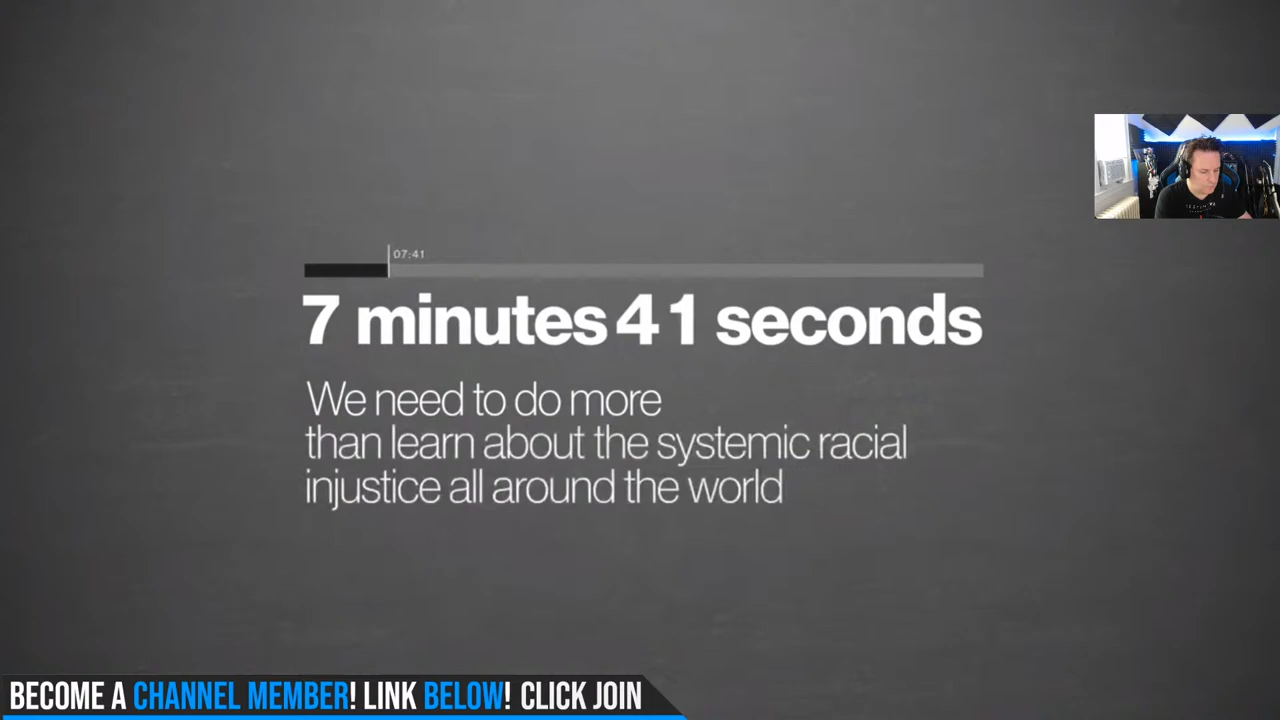 07:41
7 minutes 41 seconds
We need to do more
than learn about the systemic racial
injustice all around the world
BECOME A CHANNEL MEMBER! LINK BELOW! CLICK JOIN